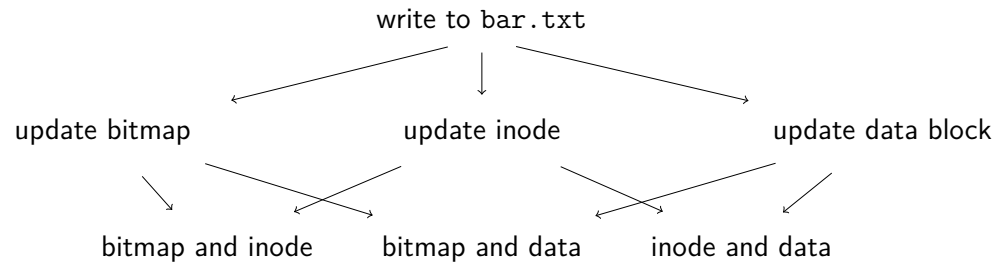 write to bar.txt
update bitmap update inode update data block
bitmap and inode bitmap and data inode and data